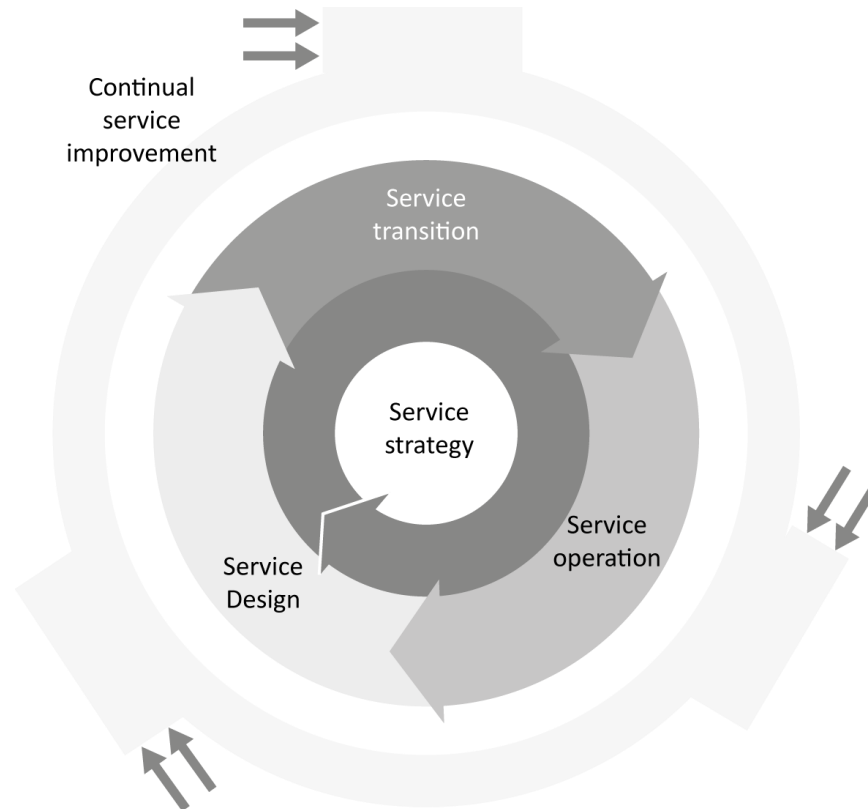 Continual
service
improvement
Service
transition
Service
strategy
Service
operation
Service
Design